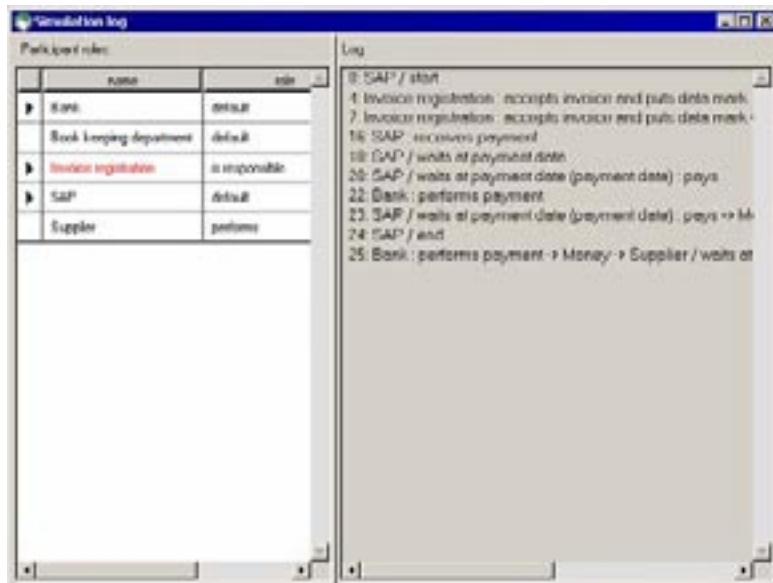 Simulation log
Participant roles
Log
name role
Bank default
Book keeping department default
Invoice registration is responsible
SAP default
Supplier performs
0: SAP / start
4: Invoice registration : accepts invoice and puts data mark
7: Invoice registration : accepts invoice and puts data mark
16: SAP : receives payment
18: SAP / waits at payment date
20: SAP / waits at payment date (payment date) : pays
22: Bank : performs payment
23: SAP / waits at payment date (payment date) : pays -> Mo
24: SAP / end
25: Bank : performs payment -> Money -> Supplier / waits at